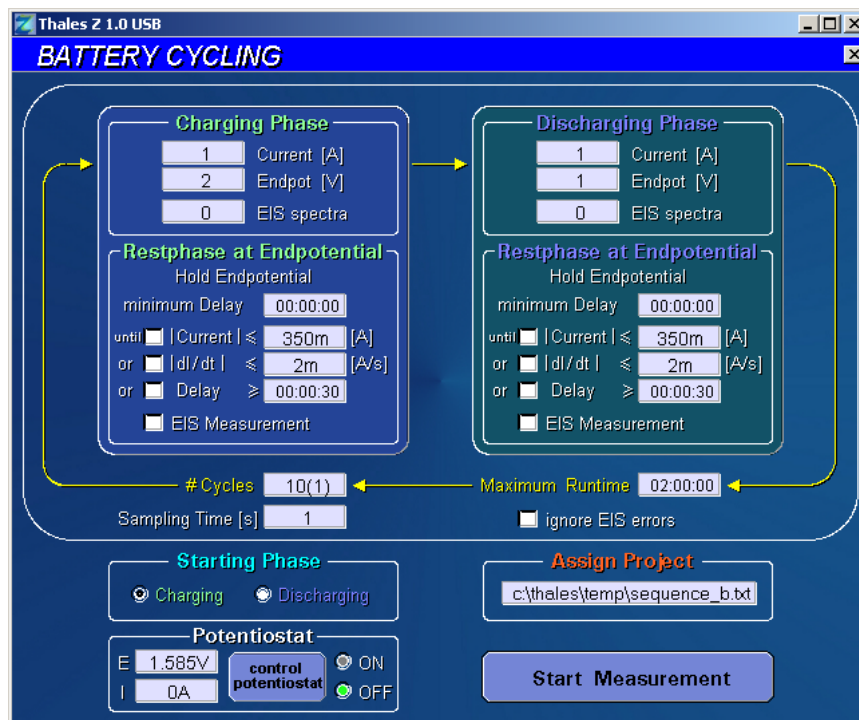 Thales Z 1.0 USB
BATTERY CYCLING
Charging Phase
1 Current [A]
2 Endpot [V]
0 EIS spectra
Restphase at Endpotential
Hold Endpotential
minimum Delay 00:00:00
until |Current| ≤ 350m [A]
or |dI/dt| ≤ 2m [A/s]
or Delay ≥ 00:00:30
EIS Measurement
Discharging Phase
1 Current [A]
1 Endpot [V]
0 EIS spectra
Restphase at Endpotential
Hold Endpotential
minimum Delay 00:00:00
until |Current| ≤ 350m [A]
or |dI/dt| ≤ 2m [A/s]
or Delay ≥ 00:00:30
EIS Measurement
# Cycles 10(1)
Maximum Runtime 02:00:00
Sampling Time [s] 1
ignore EIS errors
Starting Phase
Charging Discharging
Assign Project
c:\thales\temp\sequence_b.txt
Potentiostat
E 1.585V
I 0A
control
potentiostat
ON
OFF
Start Measurement